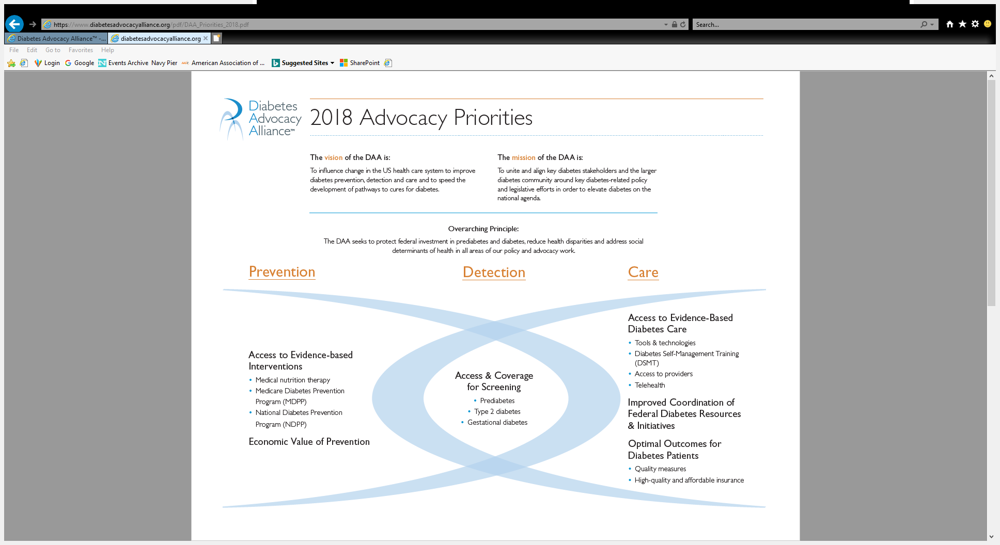 https://www.diabetesadvocacyalliance.org/pdf/DAA_Priorities_2018.pdf
Search...
Diabetes Advocacy Alliance™ -...
diabetesadvocacyalliance.org
File Edit Go to Favorites Help
Login Google Events Archive Navy Pier American Association of ... Suggested Sites SharePoint
Diabetes
Advocacy
Alliance™
2018 Advocacy Priorities
The vision of the DAA is:
To influence change in the US health care system to improve
diabetes prevention, detection and care and to speed the
development of pathways to cures for diabetes.
The mission of the DAA is:
To unite and align key diabetes stakeholders and the larger
diabetes community around key diabetes-related policy
and legislative efforts in order to elevate diabetes on the
national agenda.
Overarching Principle:
The DAA seeks to protect federal investment in prediabetes and diabetes, reduce health disparities and address social
determinants of health in all areas of our policy and advocacy work.
Prevention
Access to Evidence-based
Interventions
• Medical nutrition therapy
• Medicare Diabetes Prevention
Program (MDPP)
• National Diabetes Prevention
Program (NDPP)
Economic Value of Prevention
Detection
Access & Coverage
for Screening
• Prediabetes
• Type 2 diabetes
• Gestational diabetes
Care
Access to Evidence-Based
Diabetes Care
• Tools & technologies
• Diabetes Self-Management Training
(DSMT)
• Access to providers
• Telehealth
Improved Coordination of
Federal Diabetes Resources
& Initiatives
Optimal Outcomes for
Diabetes Patients
• Quality measures
• High-quality and affordable insurance